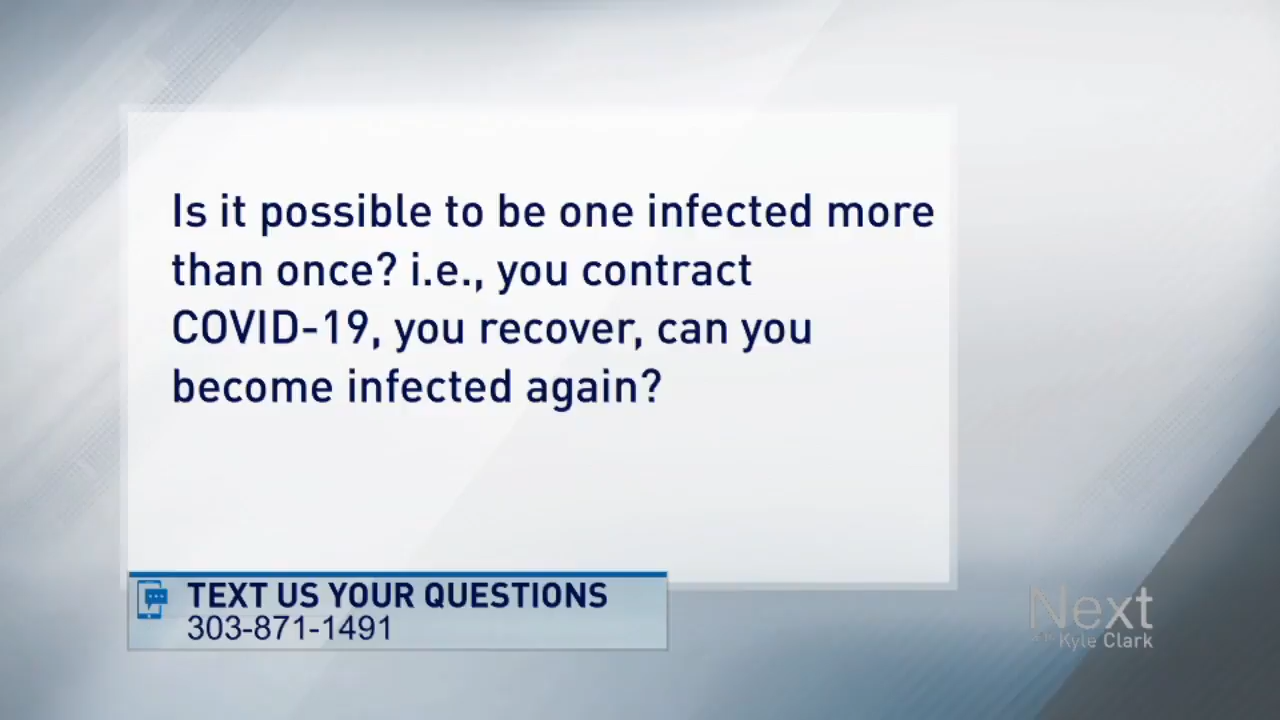 Is it possible to be one infected more
than once? i.e., you contract
COVID-19, you recover, can you
become infected again?
TEXT US YOUR QUESTIONS
303-871-1491
Next
with Kyle Clark